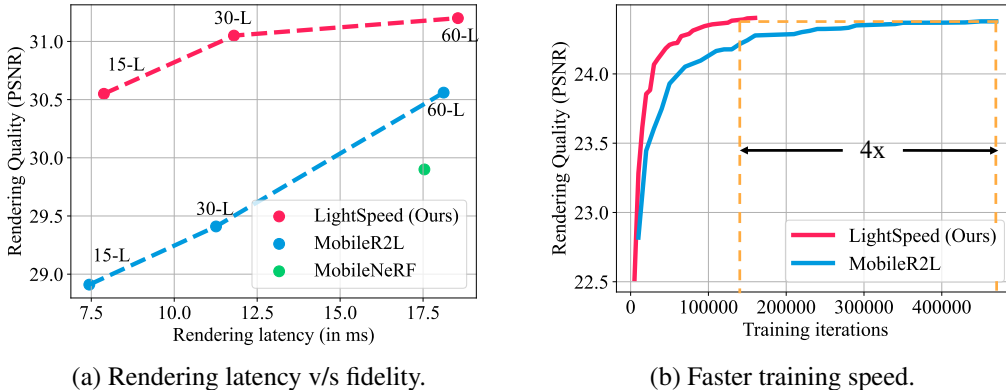 31.0
30.5
30.0
29.5
29.0
Rendering Quality (PSNR)
15-L
30-L
60-L
15-L
30-L
60-L
LightSpeed (Ours)
MobileR2L
MobileNeRF
7.5 10.0 12.5 15.0 17.5
Rendering latency (in ms)
(a) Rendering latency v/s fidelity.
24.0
23.5
23.0
22.5
Rendering Quality (PSNR)
4x
LightSpeed (Ours)
MobileR2L
0 100000 200000 300000 400000
Training iterations
(b) Faster training speed.